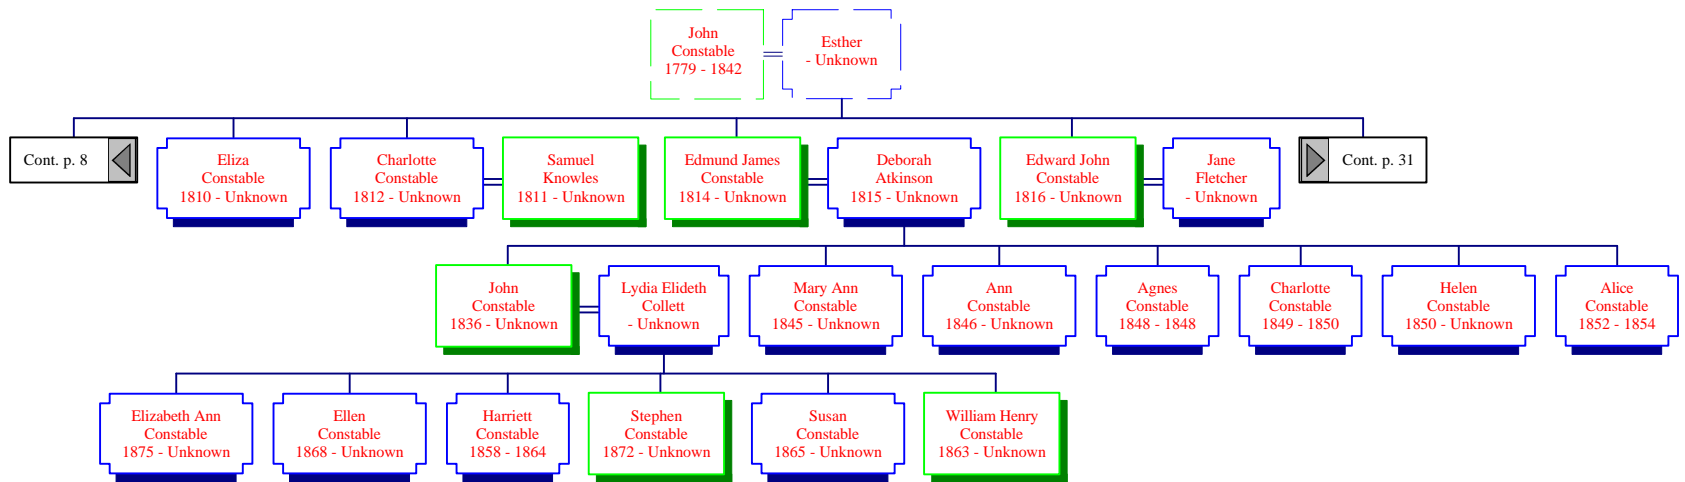 John
Constable
1779 - 1842
Esther
- Unknown
Cont. p. 8
Eliza
Constable
1810 - Unknown
Charlotte
Constable
1812 - Unknown
Samuel
Knowles
1811 - Unknown
Edmund James
Constable
1814 - Unknown
Deborah
Atkinson
1815 - Unknown
Edward John
Constable
1816 - Unknown
Jane
Fletcher
- Unknown
Cont. p. 31
John
Constable
1836 - Unknown
Lydia Elideth
Collett
- Unknown
Mary Ann
Constable
1845 - Unknown
Ann
Constable
1846 - Unknown
Agnes
Constable
1848 - 1848
Charlotte
Constable
1849 - 1850
Helen
Constable
1850 - Unknown
Alice
Constable
1852 - 1854
Elizabeth Ann
Constable
1875 - Unknown
Ellen
Constable
1868 - Unknown
Harriett
Constable
1858 - 1864
Stephen
Constable
1872 - Unknown
Susan
Constable
1865 - Unknown
William Henry
Constable
1863 - Unknown